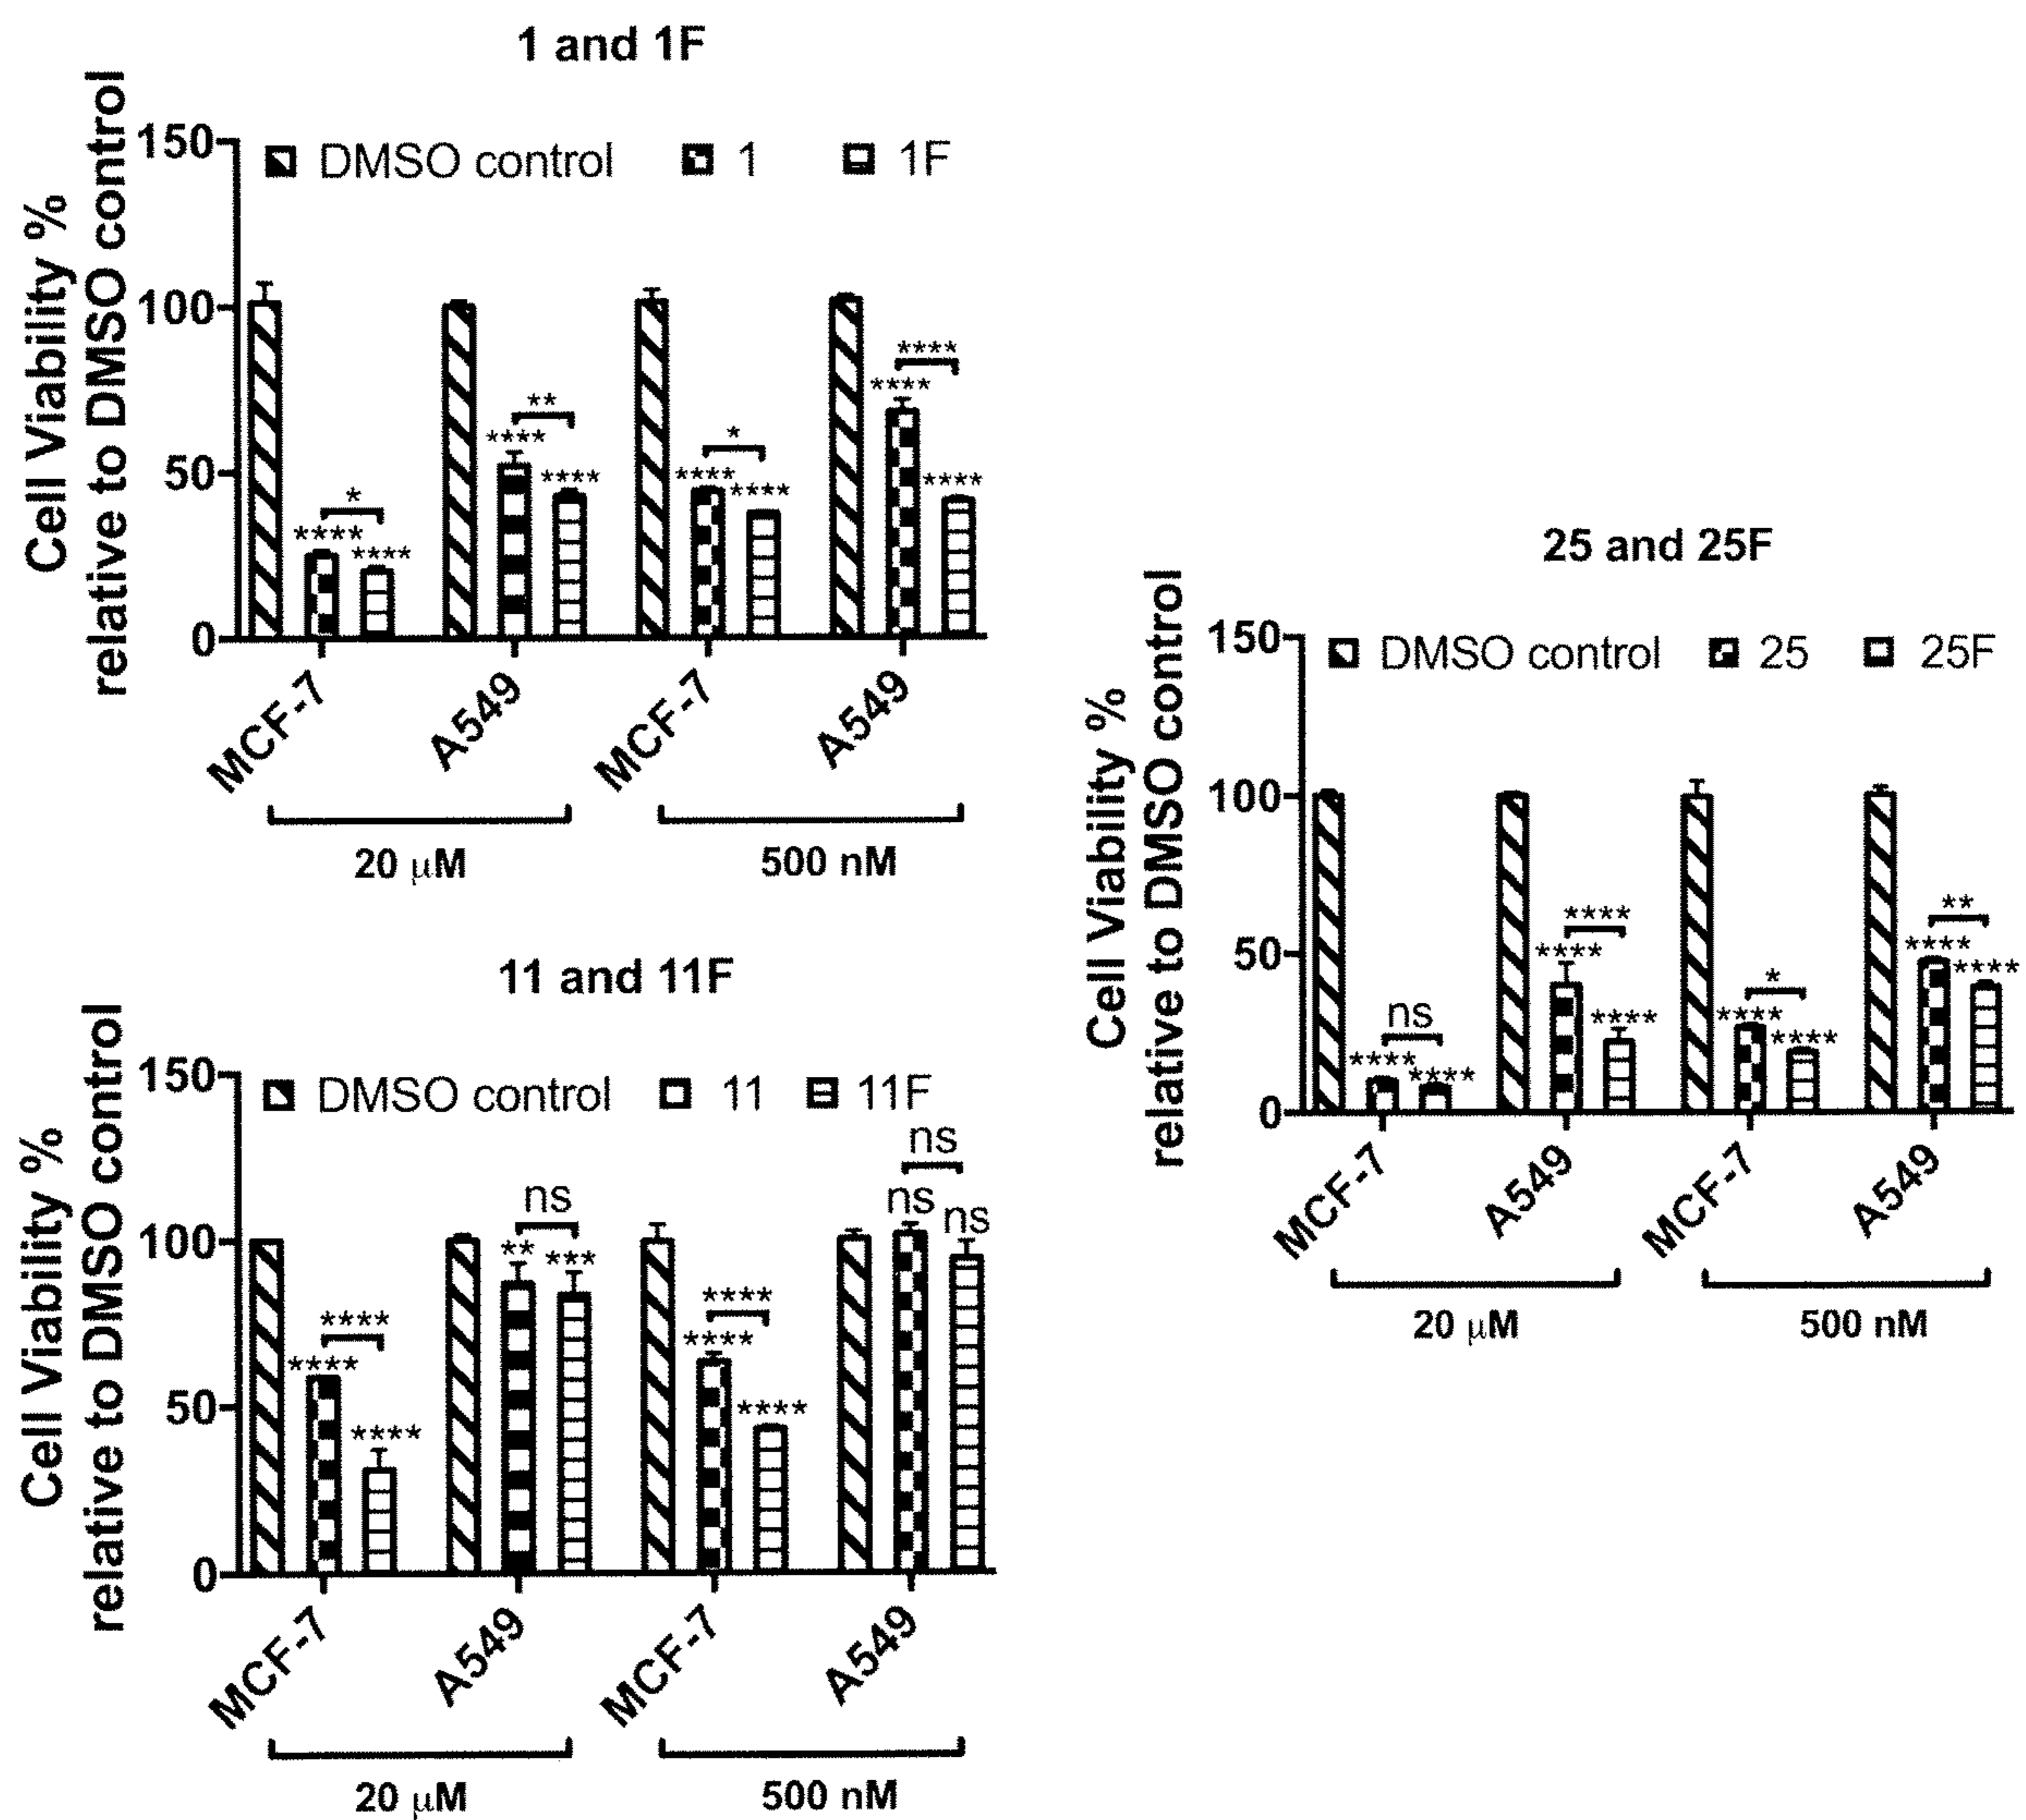 1 and 1F
Cell Viability %
relative to DMSO control
150
100
50
0
DMSO control 1 1F
* ** * ****
**** **** **** **** **** **** **** ****
MCF-7 A549 MCF-7 A549
20 μM 500 nM
11 and 11F
Cell Viability %
relative to DMSO control
150
100
50
0
DMSO control 11 11F
**** ns **** ns
**** **** ** *** **** **** ns ns
MCF-7 A549 MCF-7 A549
20 μM 500 nM
25 and 25F
Cell Viability %
relative to DMSO control
150
100
50
0
DMSO control 25 25F
ns **** * **
**** **** **** **** **** **** **** ****
MCF-7 A549 MCF-7 A549
20 μM 500 nM